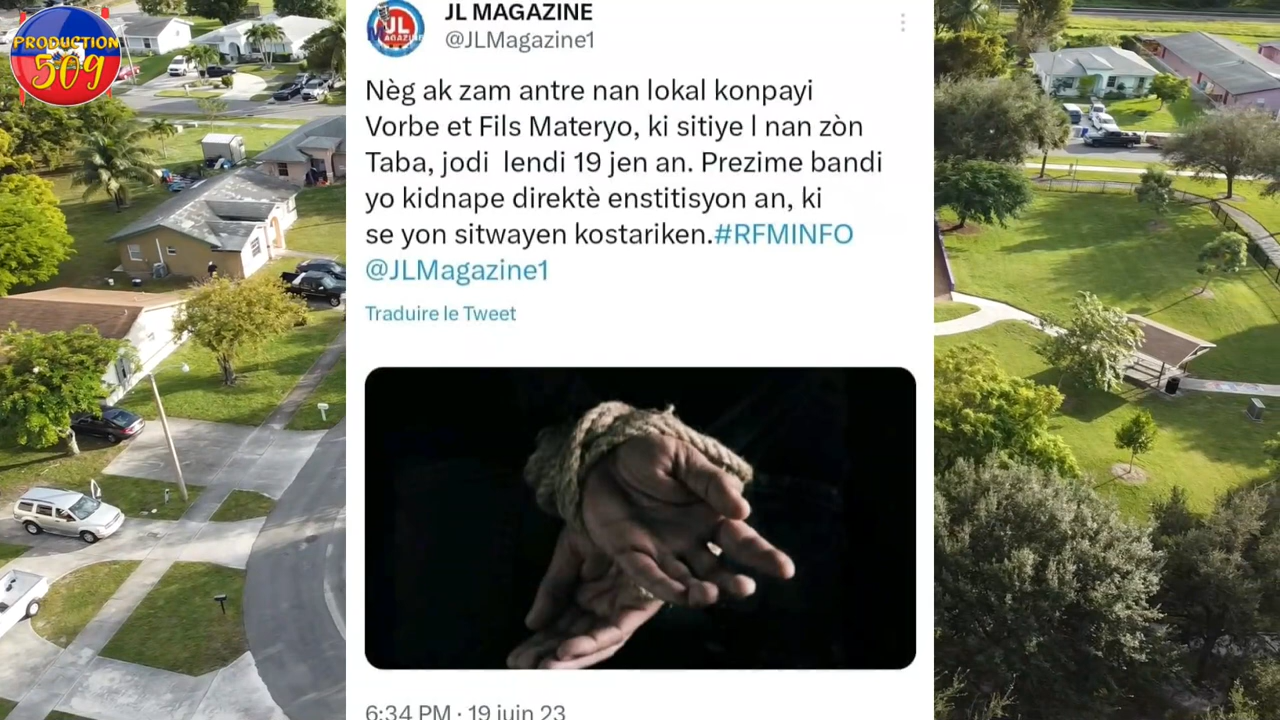 PRODUCTION
509
JL MAGAZINE
@JLMagazine1
JL
MAGAZINE
Nèg ak zam antre nan lokal konpayi
Vorbe et Fils Materyo, ki sitiye l nan zòn
Taba, jodi lendi 19 jen an. Prezime bandi
yo kidnape direktè enstitisyon an, ki
se yon sitwayen kostariken.#RFMINFO
@JLMagazine1
Traduire le Tweet
6:34 PM · 19 juin 23